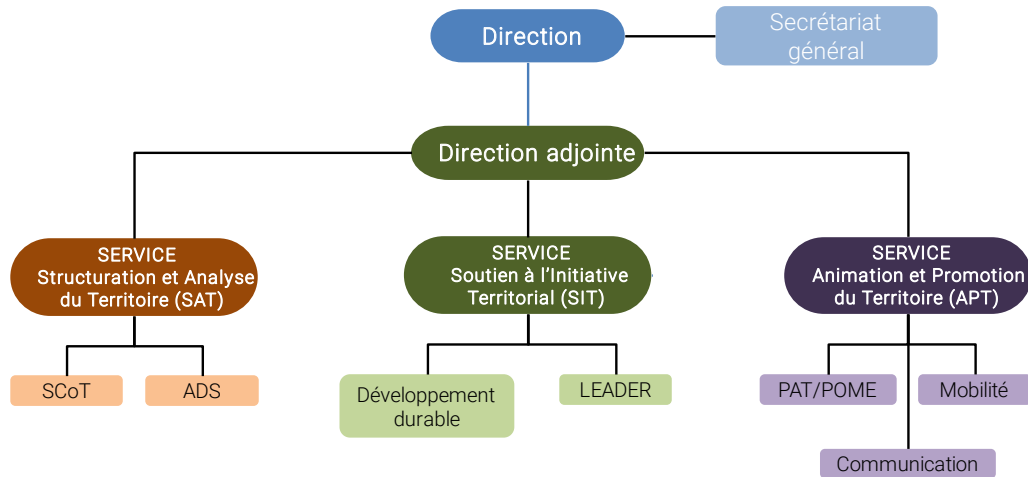 Direction
Secrétariat
général
Direction adjointe
SERVICE
Structuration et Analyse
du Territoire (SAT)
SERVICE
Soutien à l'Initiative
Territorial (SIT)
SERVICE
Animation et Promotion
du Territoire (APT)
SCoT
ADS
Développement
durable
LEADER
PAT/POME
Mobilité
Communication